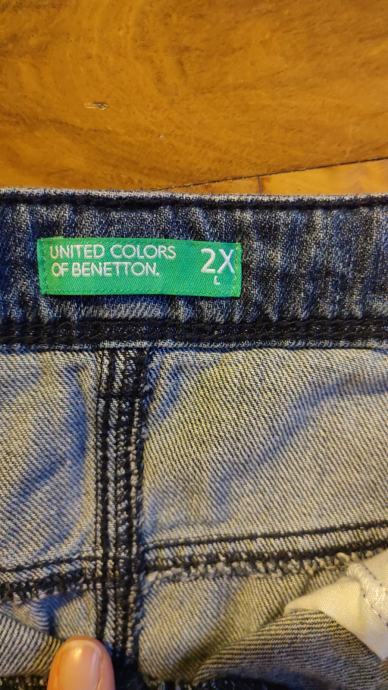 UNITED COLORS
OF BENETTON.
2X
L